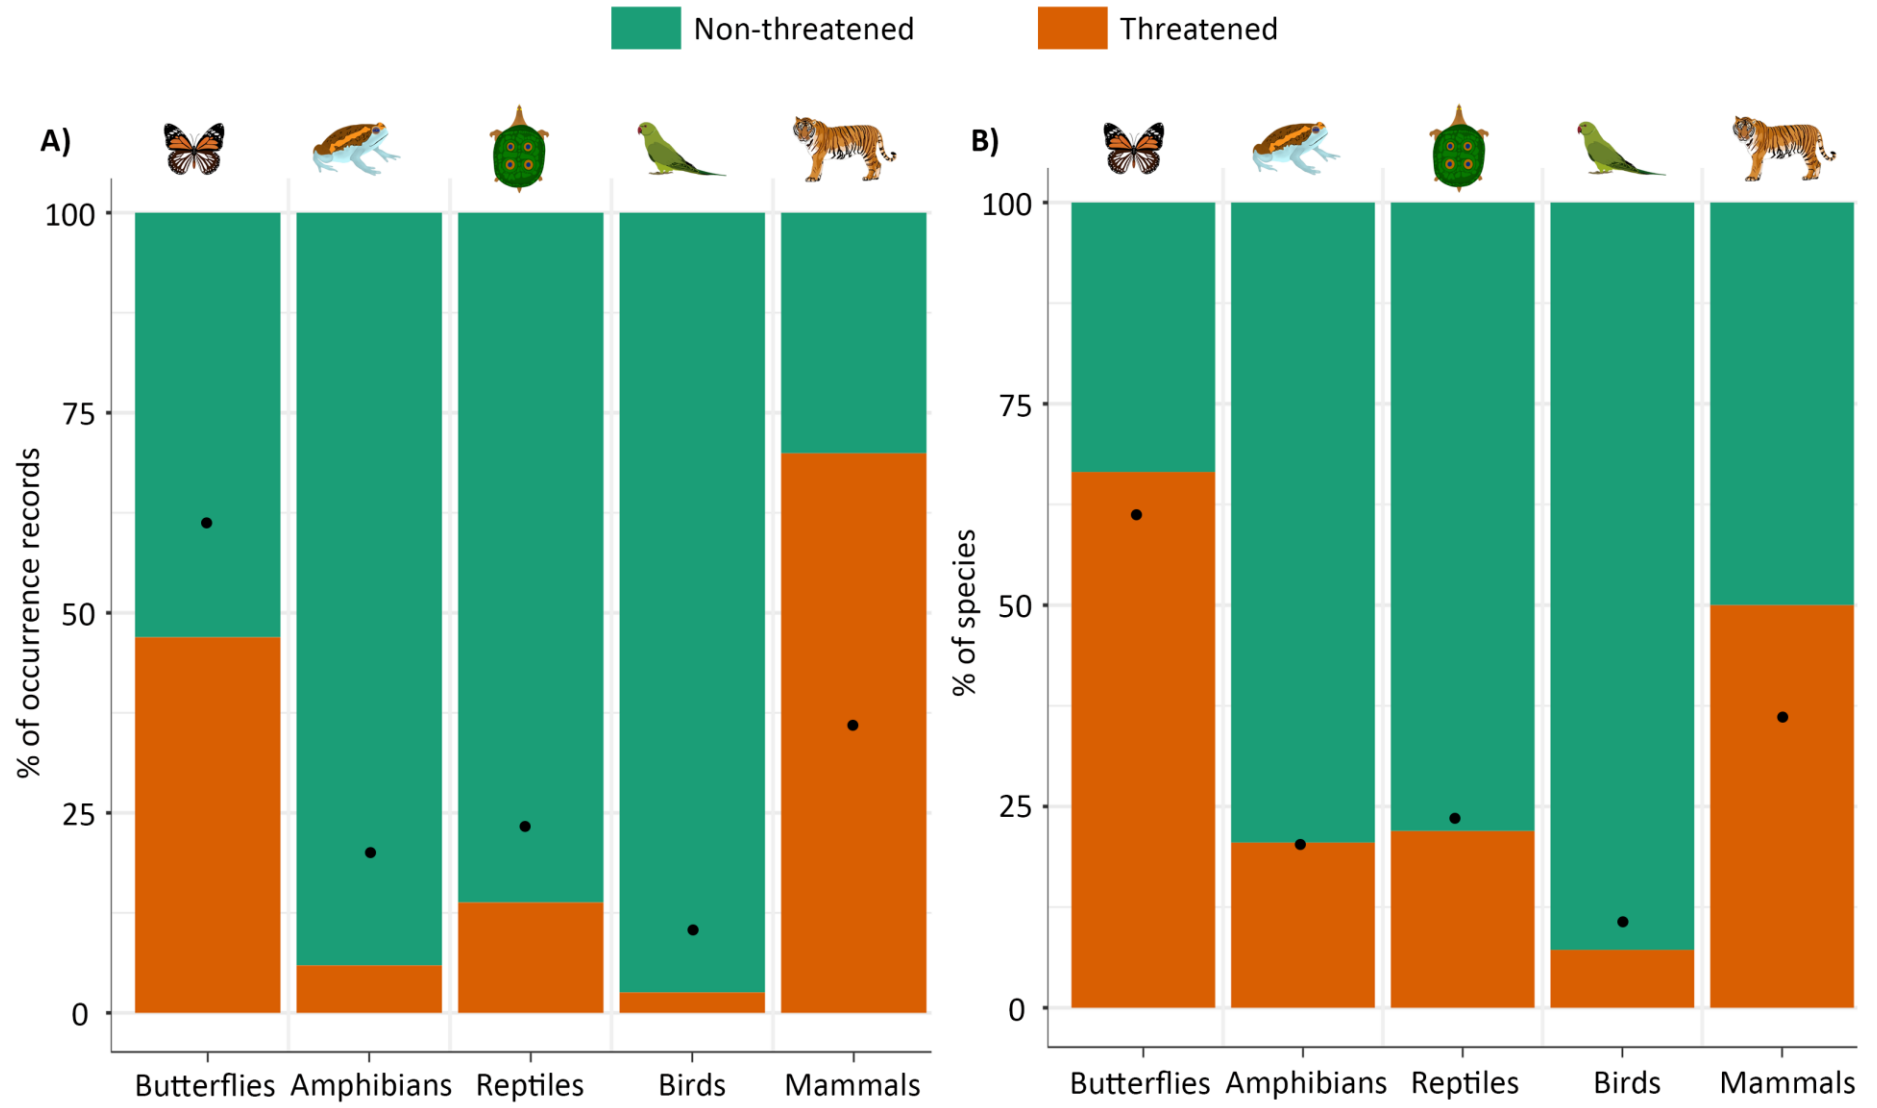 Non-threatened
Threatened
A)
% of occurrence records
100
75
50
25
0
Butterflies
Amphibians
Reptiles
Birds
Mammals
B)
% of species
100
75
50
25
0
Butterflies
Amphibians
Reptiles
Birds
Mammals